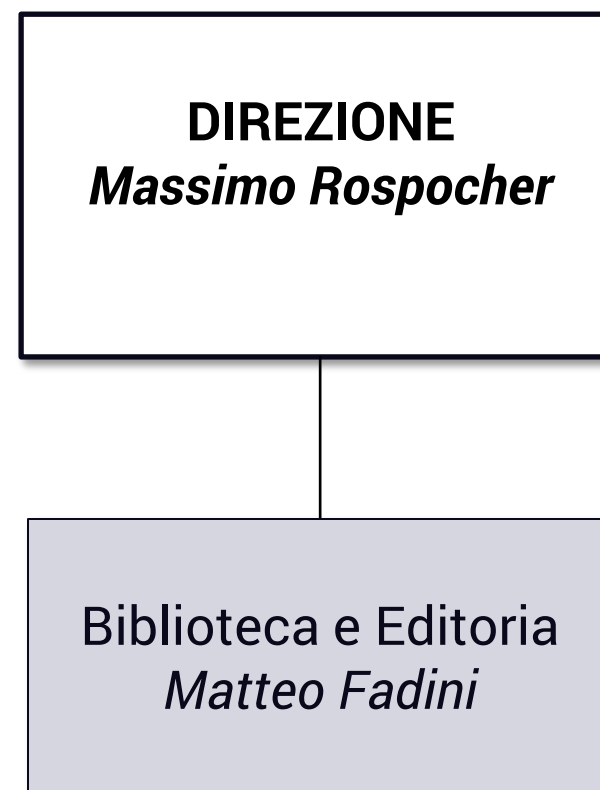 DIREZIONE
Massimo Rospocher
Biblioteca e Editoria
Matteo Fadini